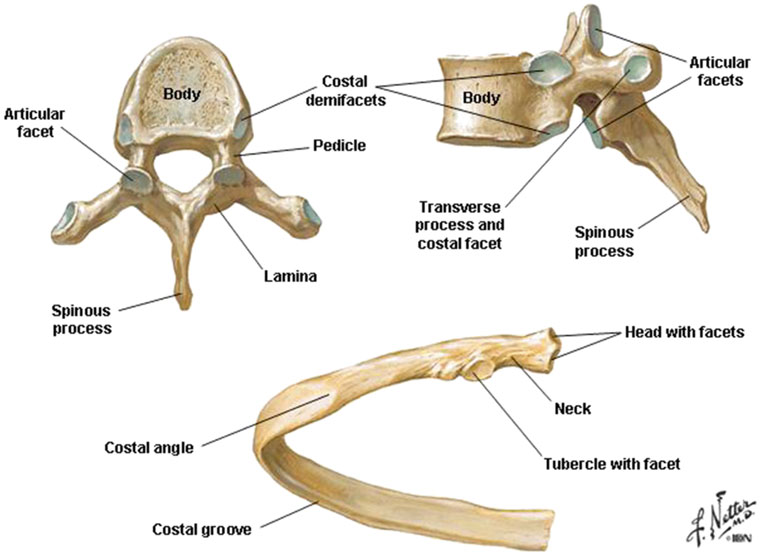 Body
Articular
facet
Costal
demifacets
Pedicle
Lamina
Spinous
process
Body
Articular
facets
Transverse
process and
costal facet
Spinous
process
Head with facets
Neck
Tubercle with facet
Costal angle
Costal groove
F. Netter
M.D.